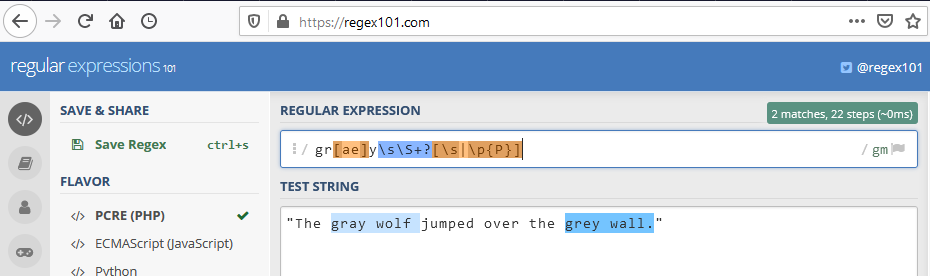 https://regex101.com
regular expressions 101
@regex101
SAVE & SHARE
Save Regex ctrl+s
FLAVOR
</> PCRE (PHP)
</> ECMAScript (JavaScript)
</> Python
REGULAR EXPRESSION
2 matches, 22 steps (~0ms)
/ gr[ae]y\s\S+?[\s|\p{P}] / gm
TEST STRING
"The gray wolf jumped over the grey wall."